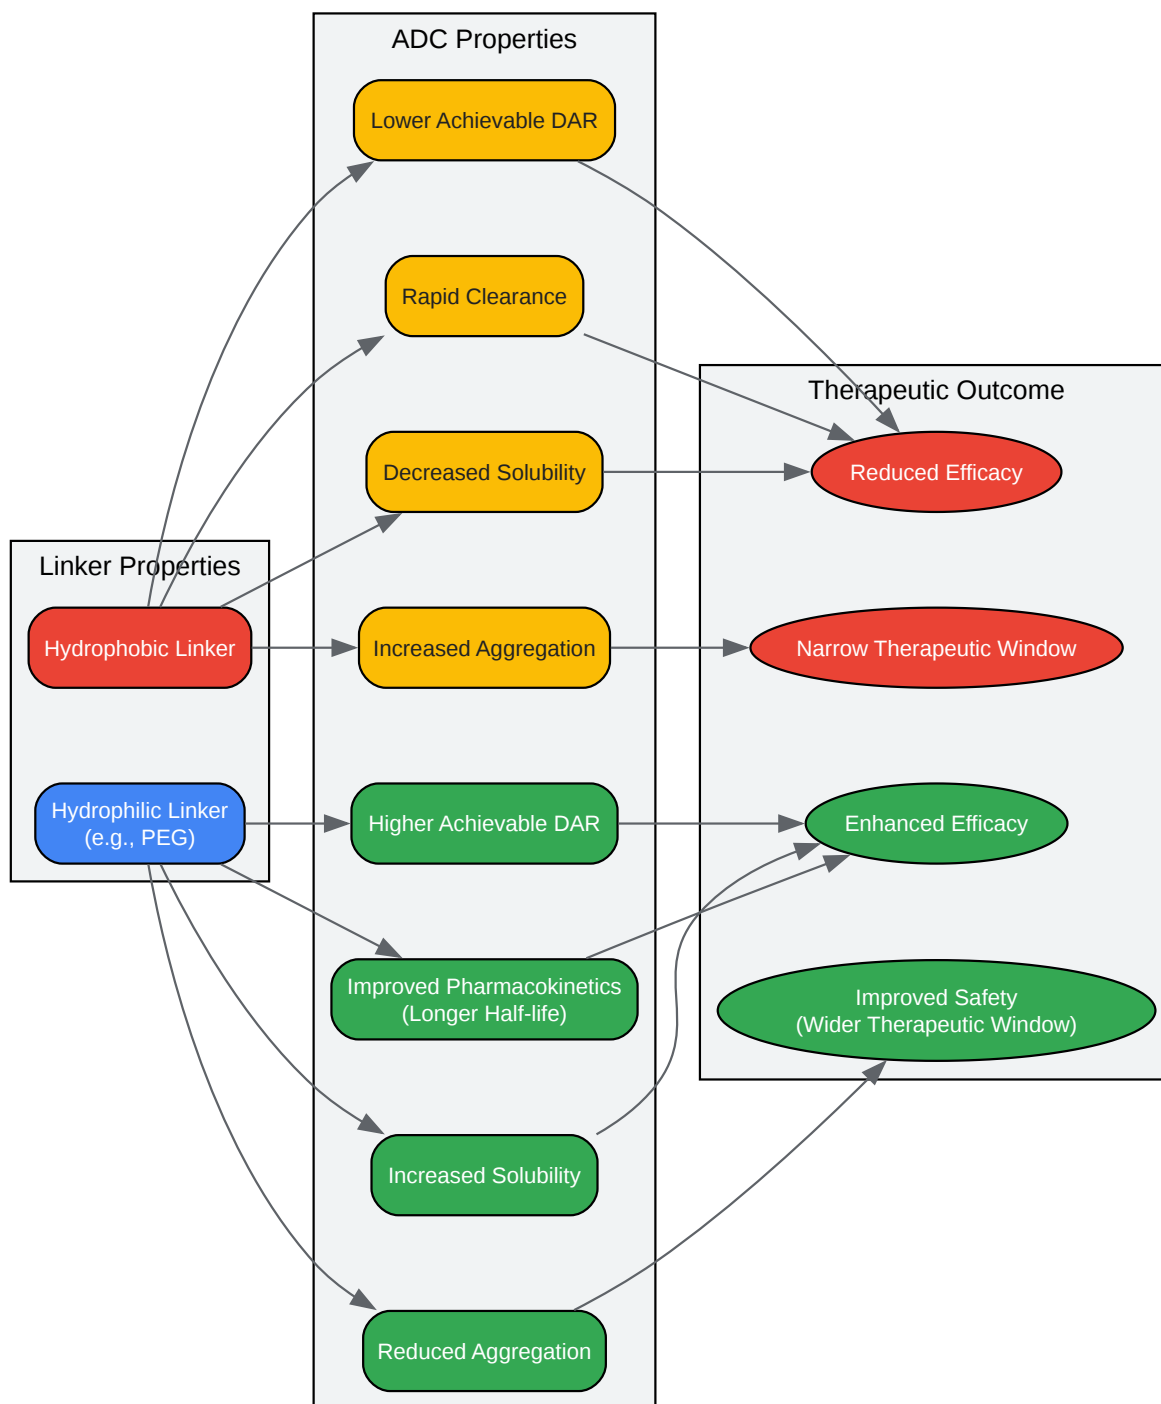 ADC Properties
Lower Achievable DAR
Rapid Clearance
Decreased Solubility
Increased Aggregation
Higher Achievable DAR
Improved Pharmacokinetics
(Longer Half-life)
Increased Solubility
Reduced Aggregation
Linker Properties
Hydrophobic Linker
Hydrophilic Linker
(e.g., PEG)
Therapeutic Outcome
Reduced Efficacy
Narrow Therapeutic Window
Enhanced Efficacy
Improved Safety
(Wider Therapeutic Window)